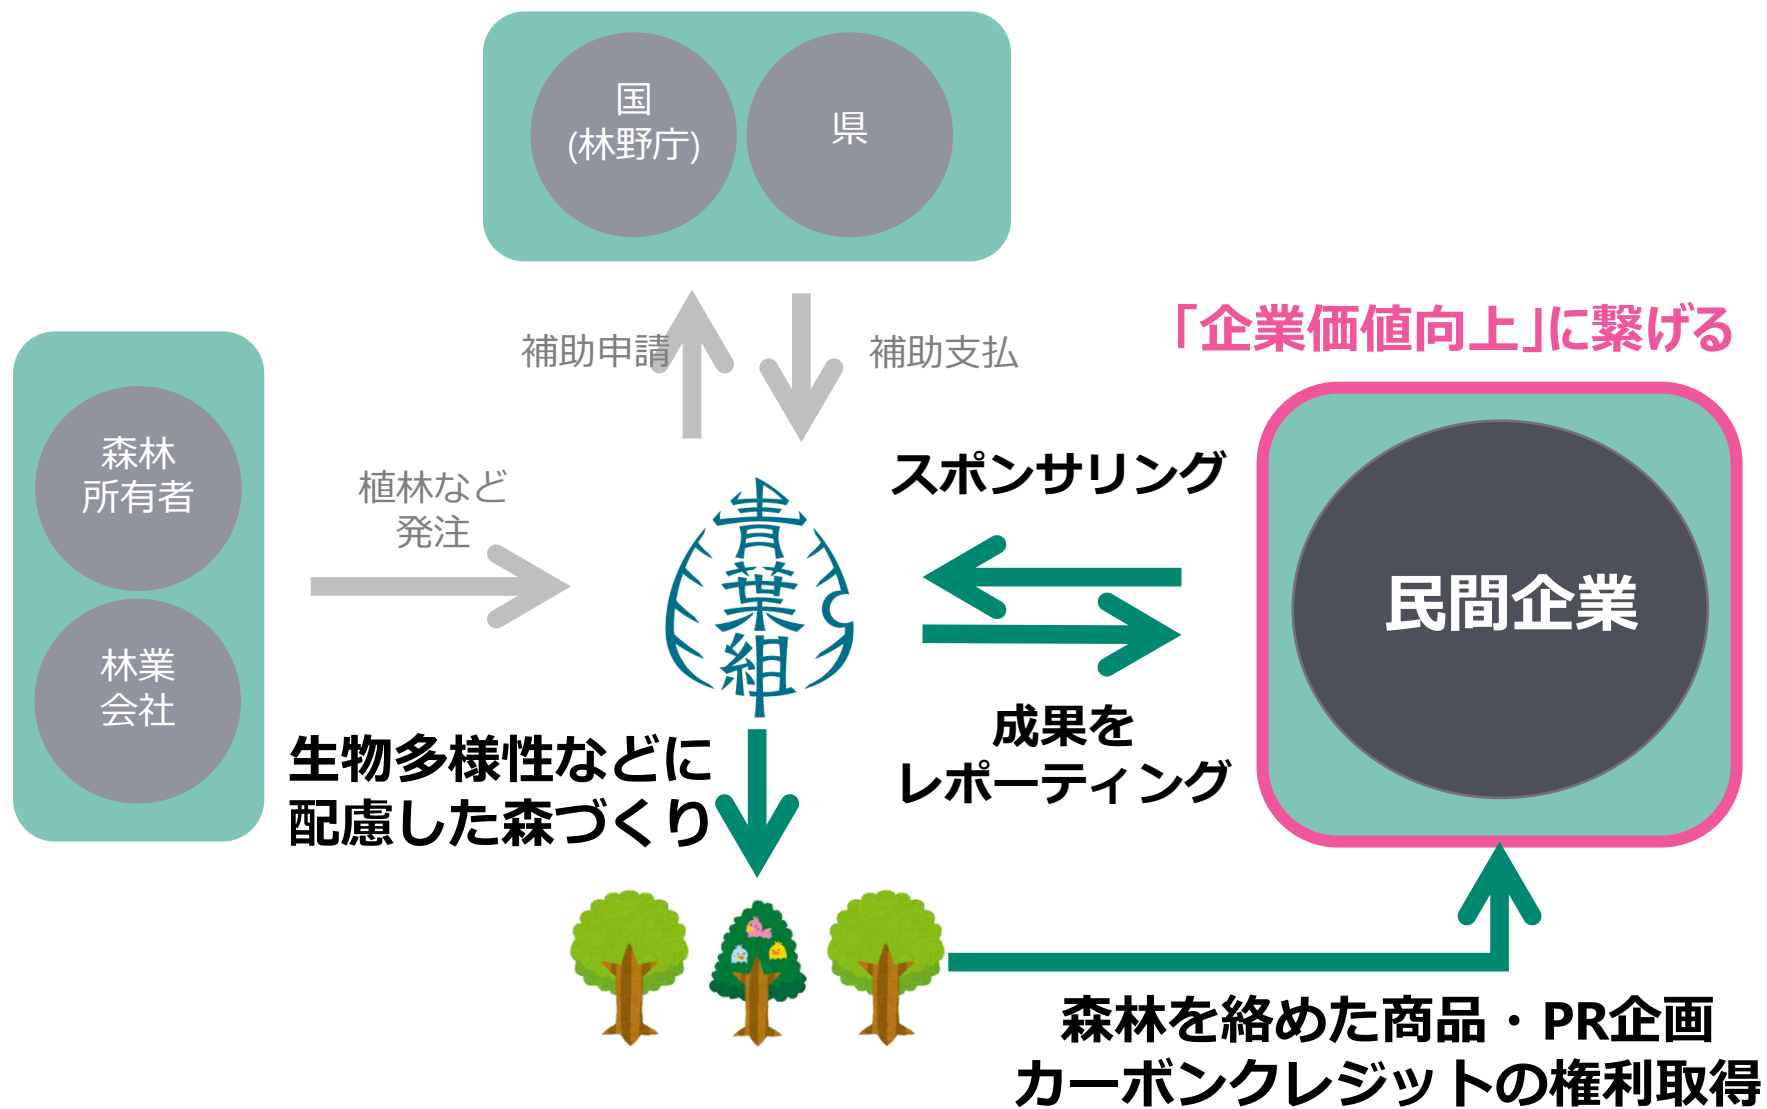 国
(林野庁)
県
補助申請
補助支払
「企業価値向上」に繋げる
森林
所有者
林業
会社
植林など
発注
青葉組
スポンサリング
民間企業
成果を
レポーティング
生物多様性などに
配慮した森づくり
森林を絡めた商品・PR企画
カーボンクレジットの権利取得